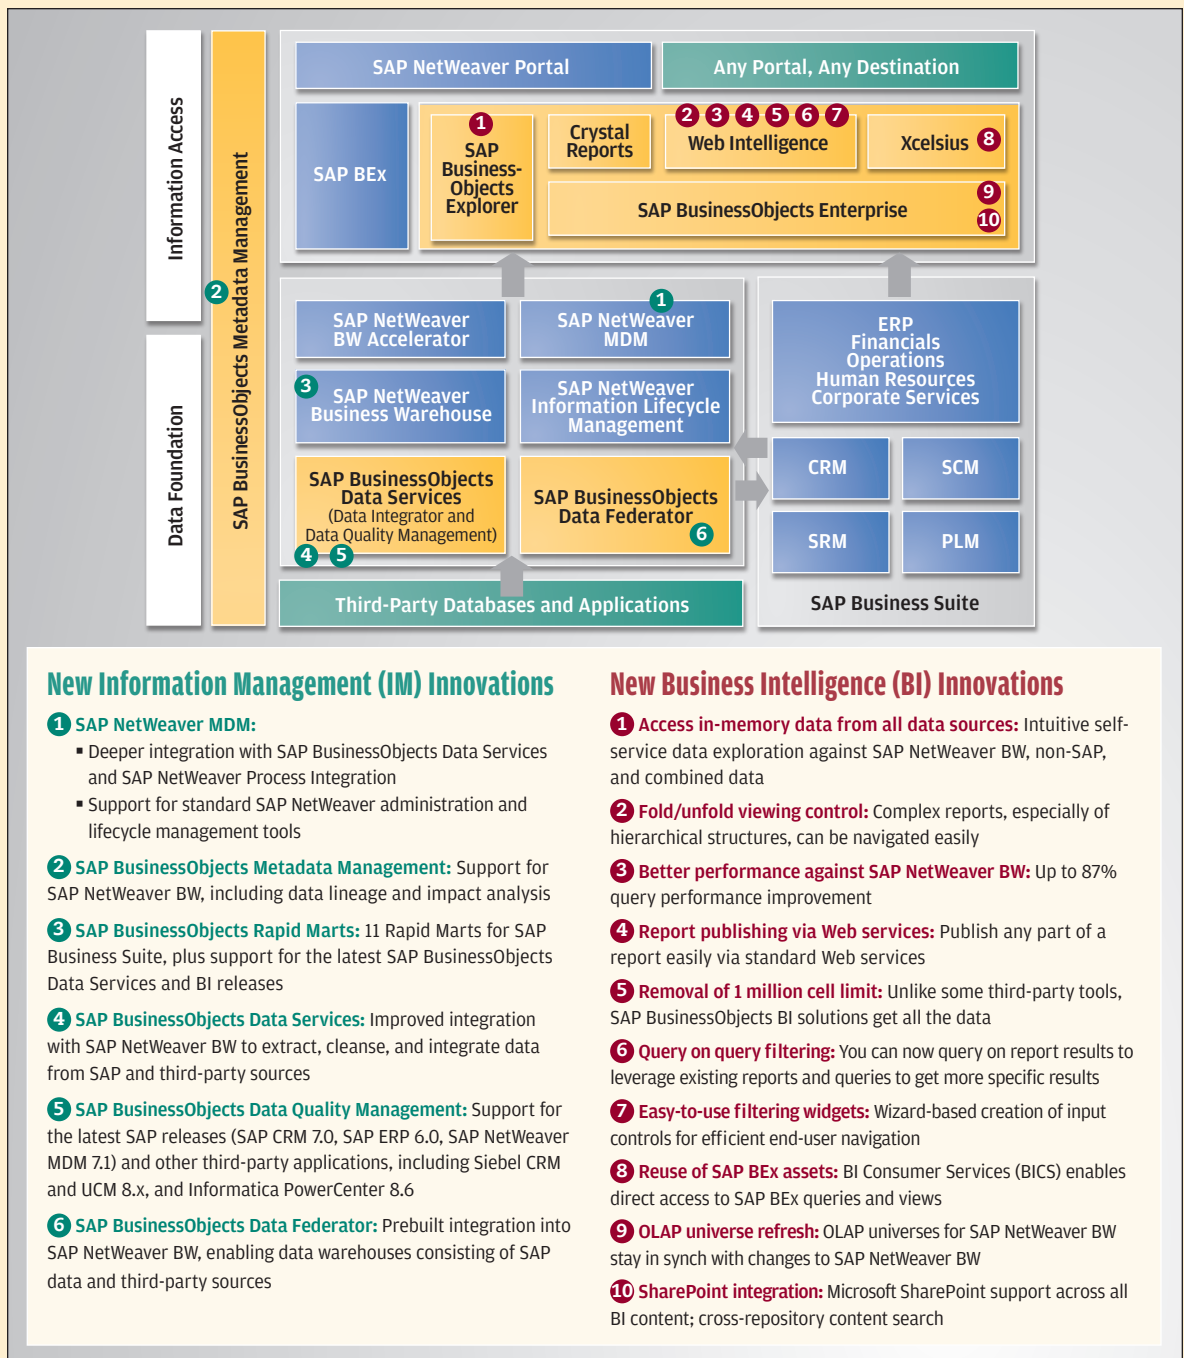 SAP NetWeaver Portal
Any Portal, Any Destination
Information Access
SAP BusinessObjects Metadata Management
2
SAP BEx
1
SAP
Business-
Objects
Explorer
Crystal
Reports
2 3 4 5 6 7
Web Intelligence
Xcelsius 8
SAP BusinessObjects Enterprise
9
10
Data Foundation
SAP NetWeaver
BW Accelerator
1
SAP NetWeaver
MDM
3
SAP NetWeaver
Business Warehouse
SAP NetWeaver
Information Lifecycle
Management
SAP BusinessObjects
Data Services
(Data Integrator and
Data Quality Management)
4 5
SAP BusinessObjects
Data Federator
6
Third-Party Databases and Applications
ERP
Financials
Operations
Human Resources
Corporate Services
CRM
SCM
SRM
PLM
SAP Business Suite
New Information Management (IM) Innovations
1 SAP NetWeaver MDM:
▪ Deeper integration with SAP BusinessObjects Data Services
and SAP NetWeaver Process Integration
▪ Support for standard SAP NetWeaver administration and
lifecycle management tools
2 SAP BusinessObjects Metadata Management: Support for
SAP NetWeaver BW, including data lineage and impact analysis
3 SAP BusinessObjects Rapid Marts: 11 Rapid Marts for SAP
Business Suite, plus support for the latest SAP BusinessObjects
Data Services and BI releases
4 SAP BusinessObjects Data Services: Improved integration
with SAP NetWeaver BW to extract, cleanse, and integrate data
from SAP and third-party sources
5 SAP BusinessObjects Data Quality Management: Support for
the latest SAP releases (SAP CRM 7.0, SAP ERP 6.0, SAP NetWeaver
MDM 7.1) and other third-party applications, including Siebel CRM
and UCM 8.x, and Informatica PowerCenter 8.6
6 SAP BusinessObjects Data Federator: Prebuilt integration into
SAP NetWeaver BW, enabling data warehouses consisting of SAP
data and third-party sources
New Business Intelligence (BI) Innovations
1 Access in-memory data from all data sources: Intuitive self-
service data exploration against SAP NetWeaver BW, non-SAP,
and combined data
2 Fold/unfold viewing control: Complex reports, especially of
hierarchical structures, can be navigated easily
3 Better performance against SAP NetWeaver BW: Up to 87%
query performance improvement
4 Report publishing via Web services: Publish any part of a
report easily via standard Web services
5 Removal of 1 million cell limit: Unlike some third-party tools,
SAP BusinessObjects BI solutions get all the data
6 Query on query filtering: You can now query on report results to
leverage existing reports and queries to get more specific results
7 Easy-to-use filtering widgets: Wizard-based creation of input
controls for efficient end-user navigation
8 Reuse of SAP BEx assets: BI Consumer Services (BICS) enables
direct access to SAP BEx queries and views
9 OLAP universe refresh: OLAP universes for SAP NetWeaver BW
stay in synch with changes to SAP NetWeaver BW
10 SharePoint integration: Microsoft SharePoint support across all
BI content; cross-repository content search